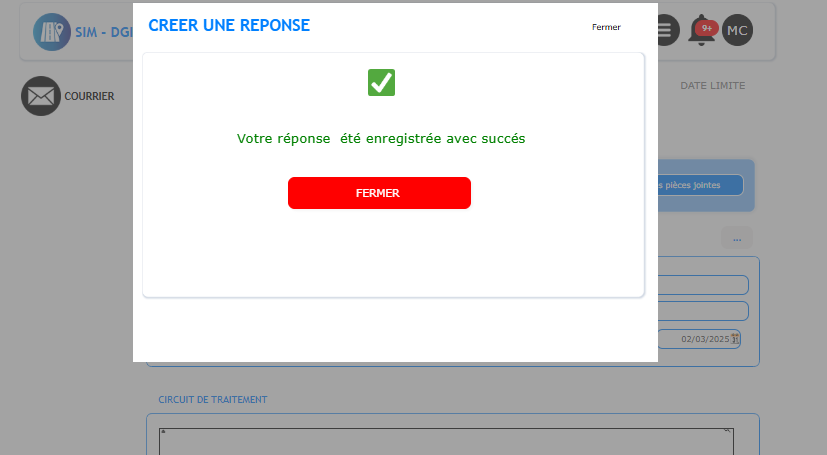 CREER UNE REPONSE
Fermer
SIM - DGI
9+
MC
COURRIER
DATE LIMITE
Votre réponse été enregistrée avec succés
s pièces jointes
FERMER
...
02/03/2025
CIRCUIT DE TRAITEMENT